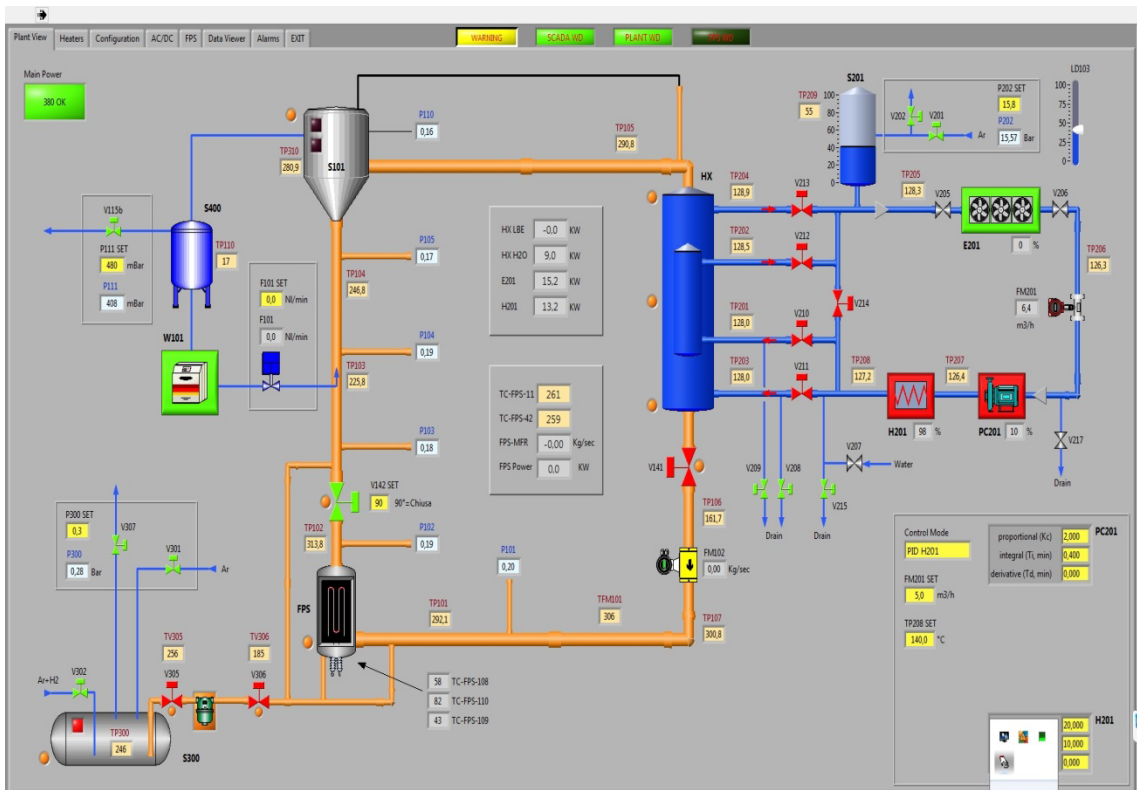 Plant View Heaters Configuration AC/DC FPS Data Viewer Alarms EXIT
WARNING SCADA WD PLANT WD FPS WD
Main Power
380 OK
P110
0,16
TP310
280,9
S101
TP105
290,8
V115b
P111 SET
480 mBar
P111
408 mBar
S400
TP110
17
W101
F101 SET
0,0 Nl/min
F101
0,0 Nl/min
P105
0,17
TP104
246,8
P104
0,19
TP103
225,8
P103
0,18
V142 SET
90 90°=Chiusa
TP102
313,8
P102
0,19
HX LBE -0.0 KW
HX H2O 9.0 KW
E201 15.2 KW
H201 13.2 KW
TC-FPS-11 261
TC-FPS-42 259
FPS-MFR -0.00 Kg/sec
FPS Power 0,0 KW
P101
0,20
FPS
TP101
292,1
TFM101
306
TP107
300,8
58 TC-FPS-108
82 TC-FPS-110
43 TC-FPS-109
P300 SET
0,3
P300
0,28 Bar
V307
V301
Ar
TV305
256
V305
TV306
185
V306
Ar+H2
V302
TP300
246
S300
HX
V141
TP106
161,7
FM102
0,00 Kg/sec
TP204
128,9
V213
TP202
128,5
V212
TP201
128,0
V210
TP203
128,0
V211
V214
S201
TP209
55
100
80
60
40
20
0
V202
V201
Ar
P202 SET
15,8
P202
15,57 Bar
LD103
100
75
50
25
0
TP205
128,3
V205
E201
0 %
V206
TP206
126,3
FM201
6,4
m3/h
TP208
127,2
H201
98 %
TP207
126,4
PC201
10 %
V217
Drain
V207
Water
V209
V208
V215
Drain
Drain
Control Mode
PID H201
FM201 SET
5,0 m3/h
TP208 SET
140,0 °C
proportional (Kc) 2,000 PC201
integral (Ti, min) 0,400
derivative (Td, min) 0,000
20,000 H201
10,000
0,000